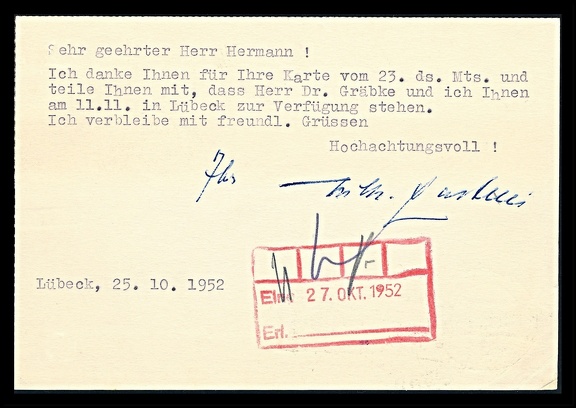 Sehr geehrter Herr Hermann !
Ich danke Ihnen für Ihre Karte vom 23. ds. Mts. und
teile Ihnen mit, dass Herr Dr. Gräbke und ich Ihnen
am 11.11. in Lübeck zur Verfügung stehen.
Ich verbleibe mit freundl. Grüssen
Hochachtungsvoll !
Ihr
Lübeck, 25. 10. 1952
27. OKT. 1952
Erl.